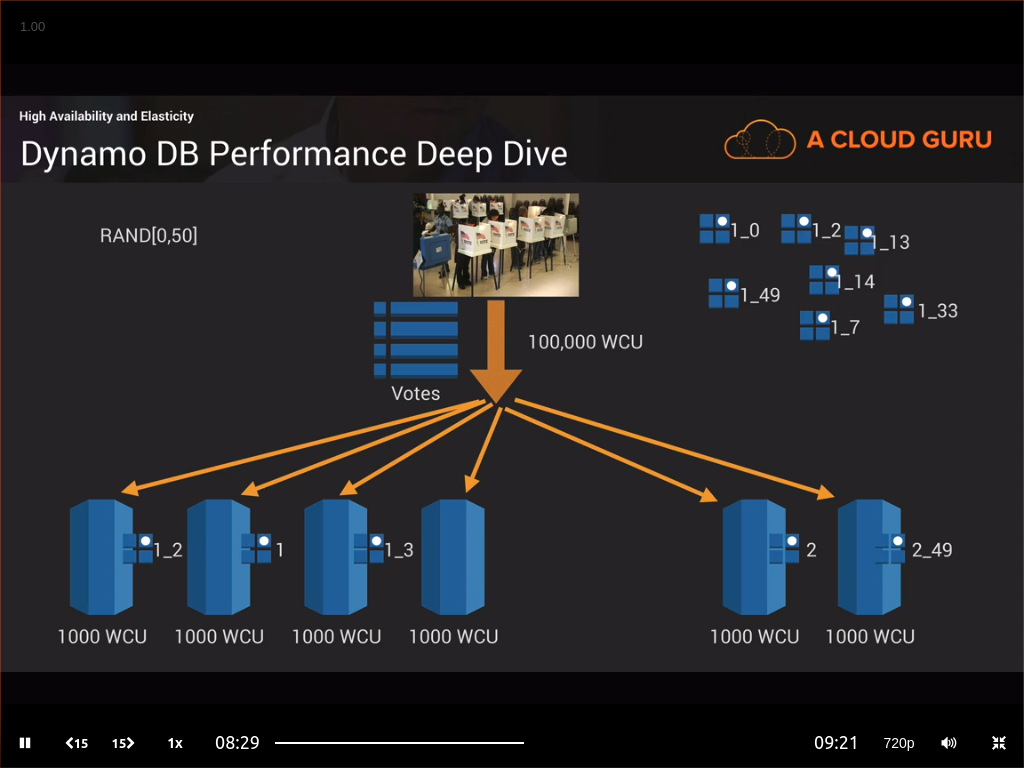 1.00
High Availability and Elasticity
Dynamo DB Performance Deep Dive
A CLOUD GURU
RAND[0,50]
1_0
1_2
1_13
1_14
1_49
1_33
1_7
100,000 WCU
Votes
1_2
1
1_3
2
2_49
1000 WCU
1000 WCU
1000 WCU
1000 WCU
1000 WCU
1000 WCU
15
15
1x
08:29
09:21
720p